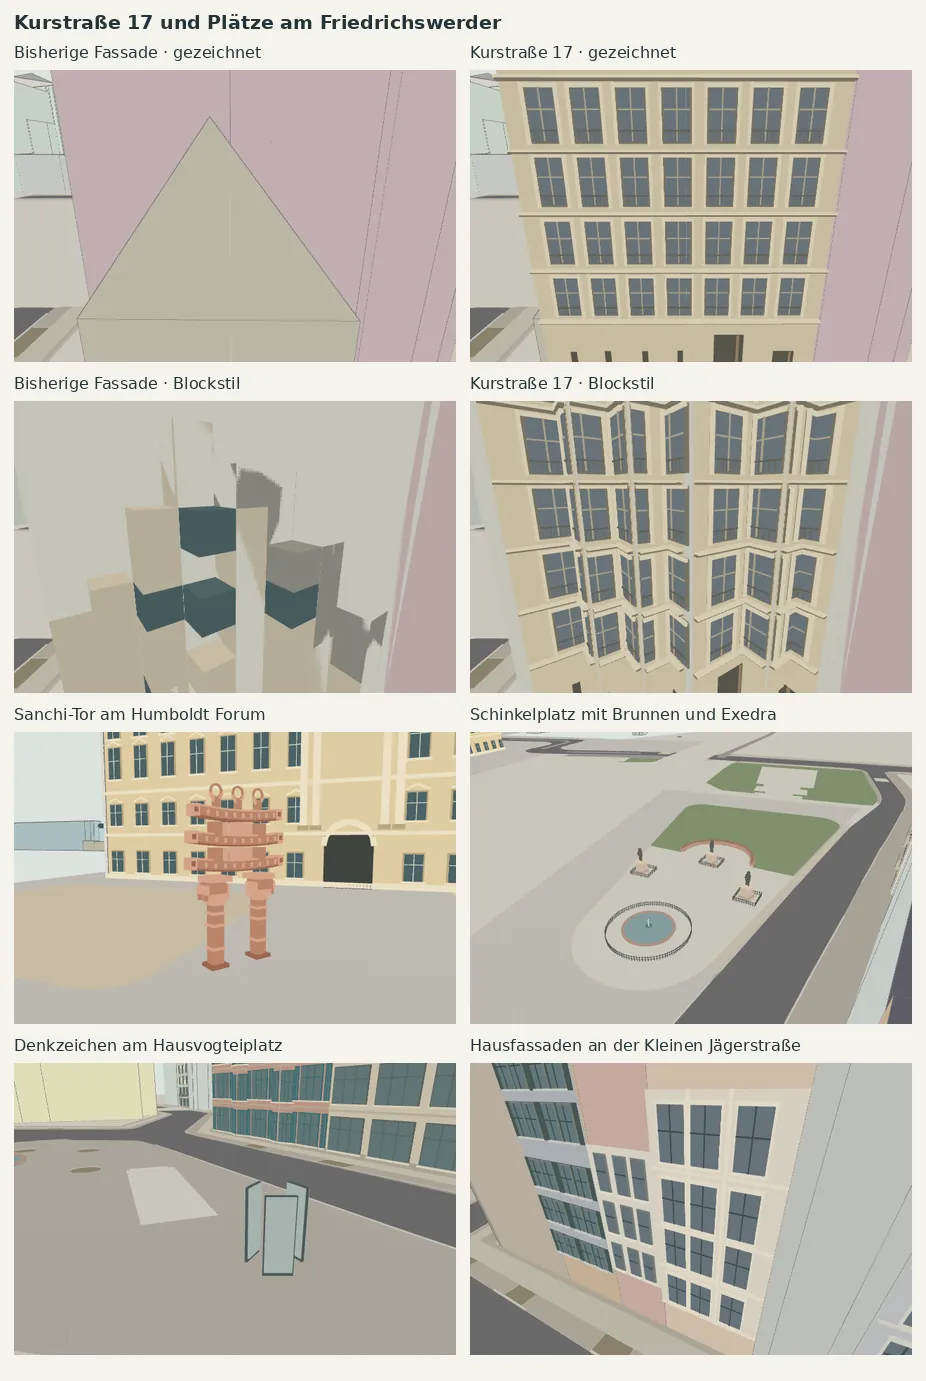 Kurstraße 17 und Plätze am Friedrichswerder
Bisherige Fassade · gezeichnet
Kurstraße 17 · gezeichnet
Bisherige Fassade · Blockstil
Kurstraße 17 · Blockstil
Sanchi-Tor am Humboldt Forum
Schinkelplatz mit Brunnen und Exedra
Denkzeichen am Hausvogteiplatz
Hausfassaden an der Kleinen Jägerstraße